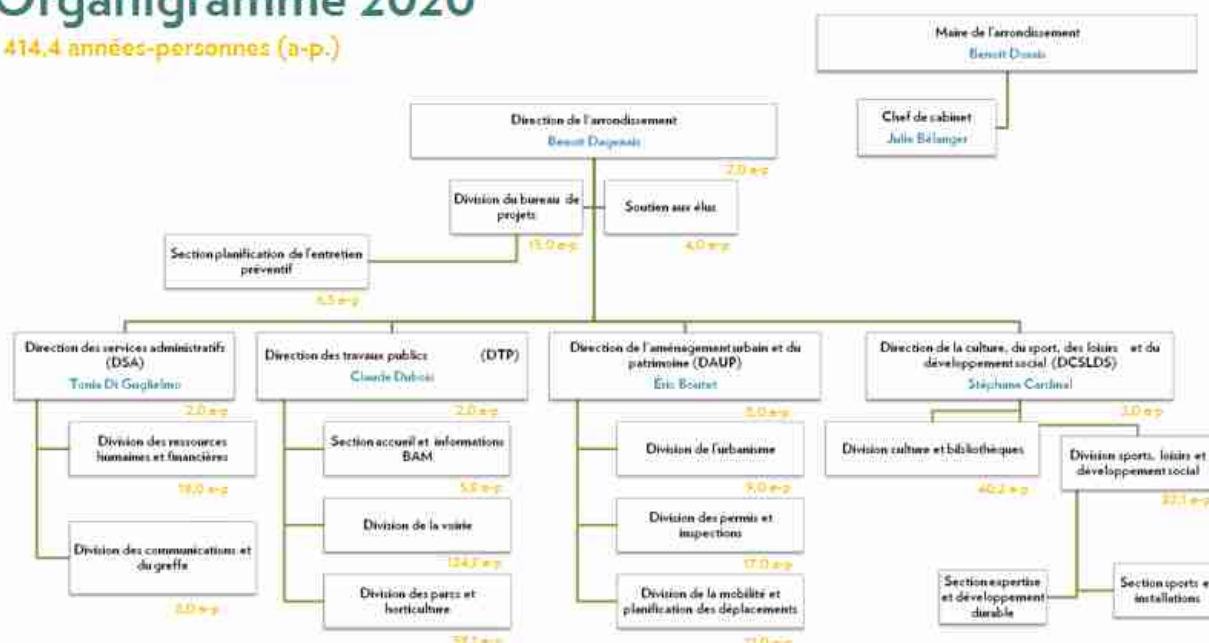 Organigramme 2020
414,4 années-personnes (a-p.)
Maire de l'arrondissement
Benoit Dorais
Chef de cabinet
Julie Bélanger
Direction de l'arrondissement
Benoit Dagenais
2,0 a-p
Division du bureau de
projets
Soutien aux élus
4,0 a-p
Section planification de l'entretien
préventif
Direction des services administratifs
(DSA)
Tonia Di Guglielmo
2,0 a-p
Direction des travaux publics (DTP)
Claude Dubois
2,0 a-p
Direction de l'aménagement urbain et du
patrimoine (DAUP)
Éric Boutet
Direction de la culture, du sport, des loisirs et du
développement social (DCSLDS)
Stéphane Cardinal
3,0 a-p
Division des ressources
humaines et financières
Section accueil et informations
BAM
Division de l'urbanisme
9,0 a-p
Division culture et bibliothèques
40,2 a-p
Division sports, loisirs et
développement social
Division des communications et
du greffe
Division de la voirie
Division des permis et
inspections
17,0 a-p
Division des parcs et
horticulture
Division de la mobilité et
planification des déplacements
Section expertise
et développement
durable
Section sports
installations